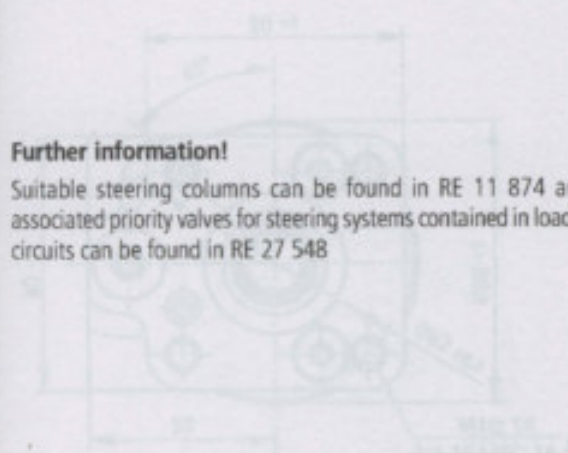 Further information!
Suitable steering columns can be found in RE 11 874 a
associated priority valves for steering systems contained in load
circuits can be found in RE 27 548